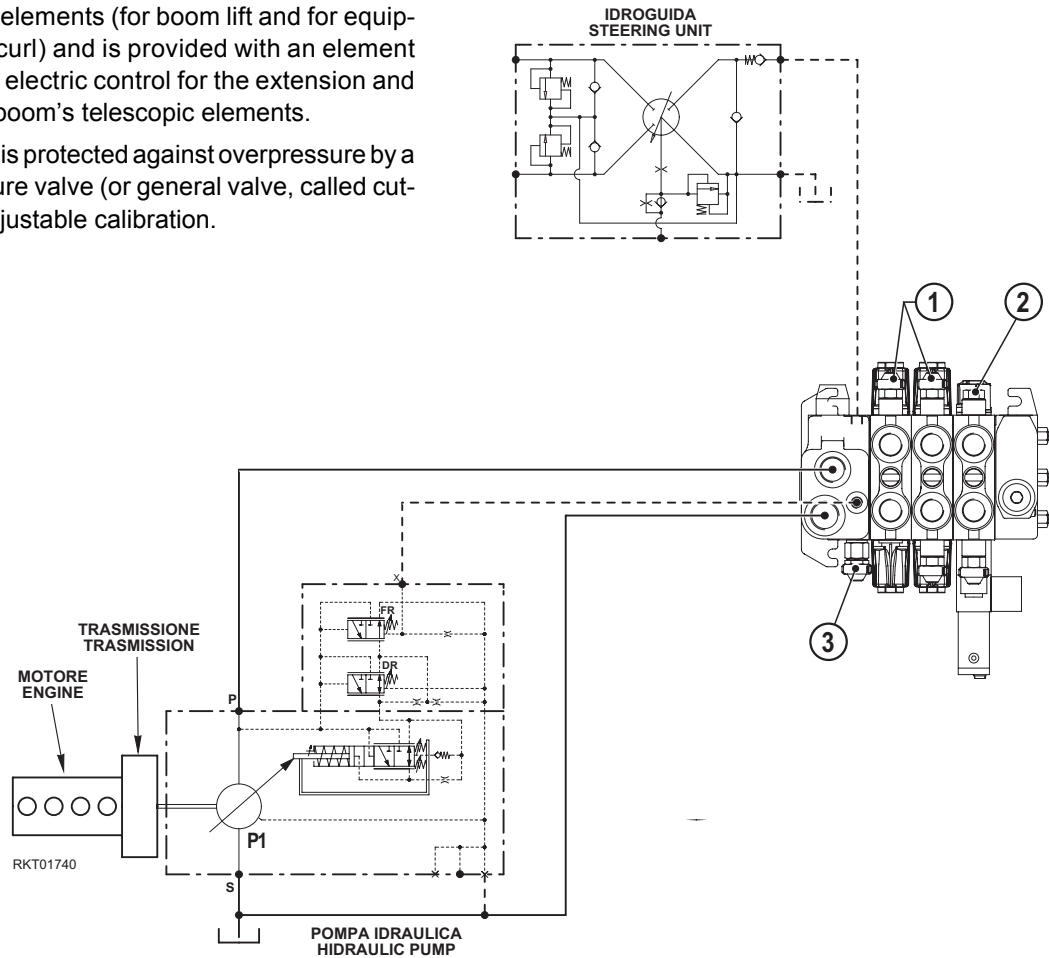 elements (for boom lift and for equip-
curl) and is provided with an element
electric control for the extension and
boom's telescopic elements.
is protected against overpressure by a
ure valve (or general valve, called cut-
justable calibration.
IDROGUIDA
STEERING UNIT
1
2
3
X
FR
DR
TRASMISSIONE
TRASMISSION
MOTORE
ENGINE
P
P1
RKT01740
S
POMPA IDRAULICA
HIDRAULIC PUMP